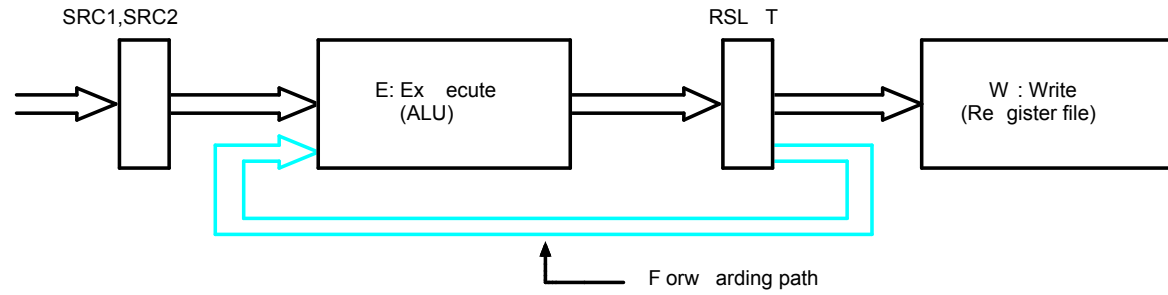 SRC1,SRC2
RSL T
E: Ex ecute
(ALU)
W : Write
(Re gister file)
F orw arding path